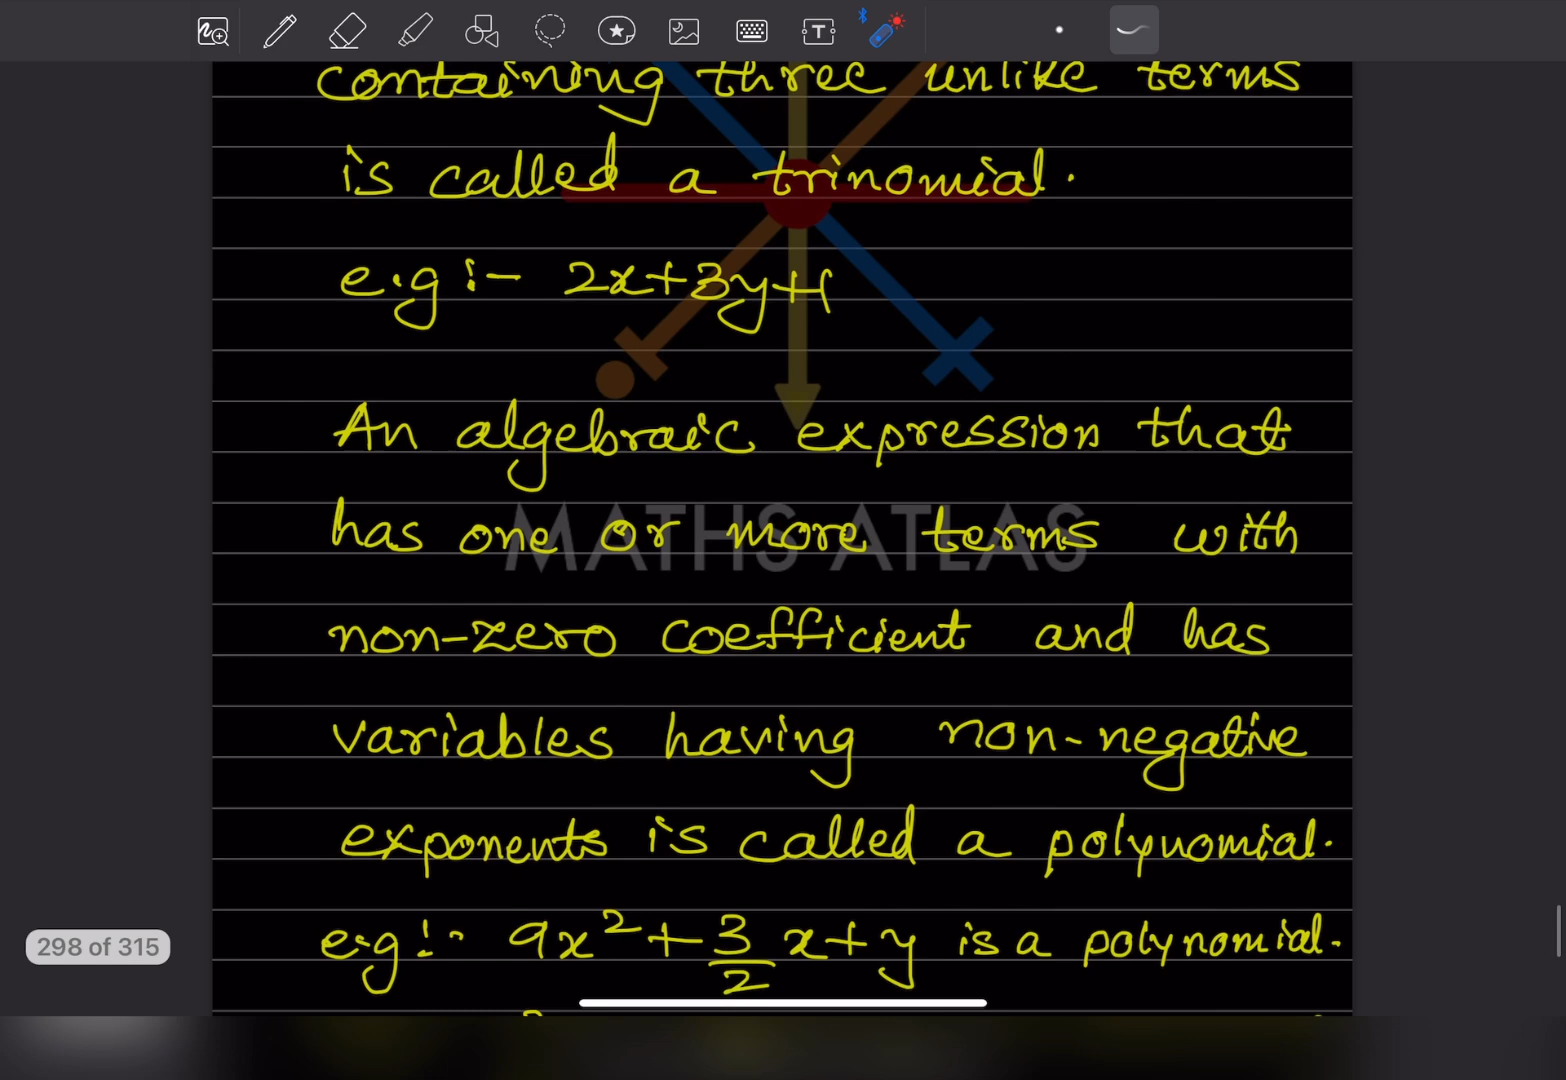 containing three unlike terms
is called a trinomial.
e.g :- 2x+3y+1
An algebraic expression that
MATHS ATLAS
has one or more terms with
non-zero coefficient and has
variables having non-negative
exponents is called a polynomial.
e.g :- 9x² + 3/2 x + y is a polynomial.
298 of 315